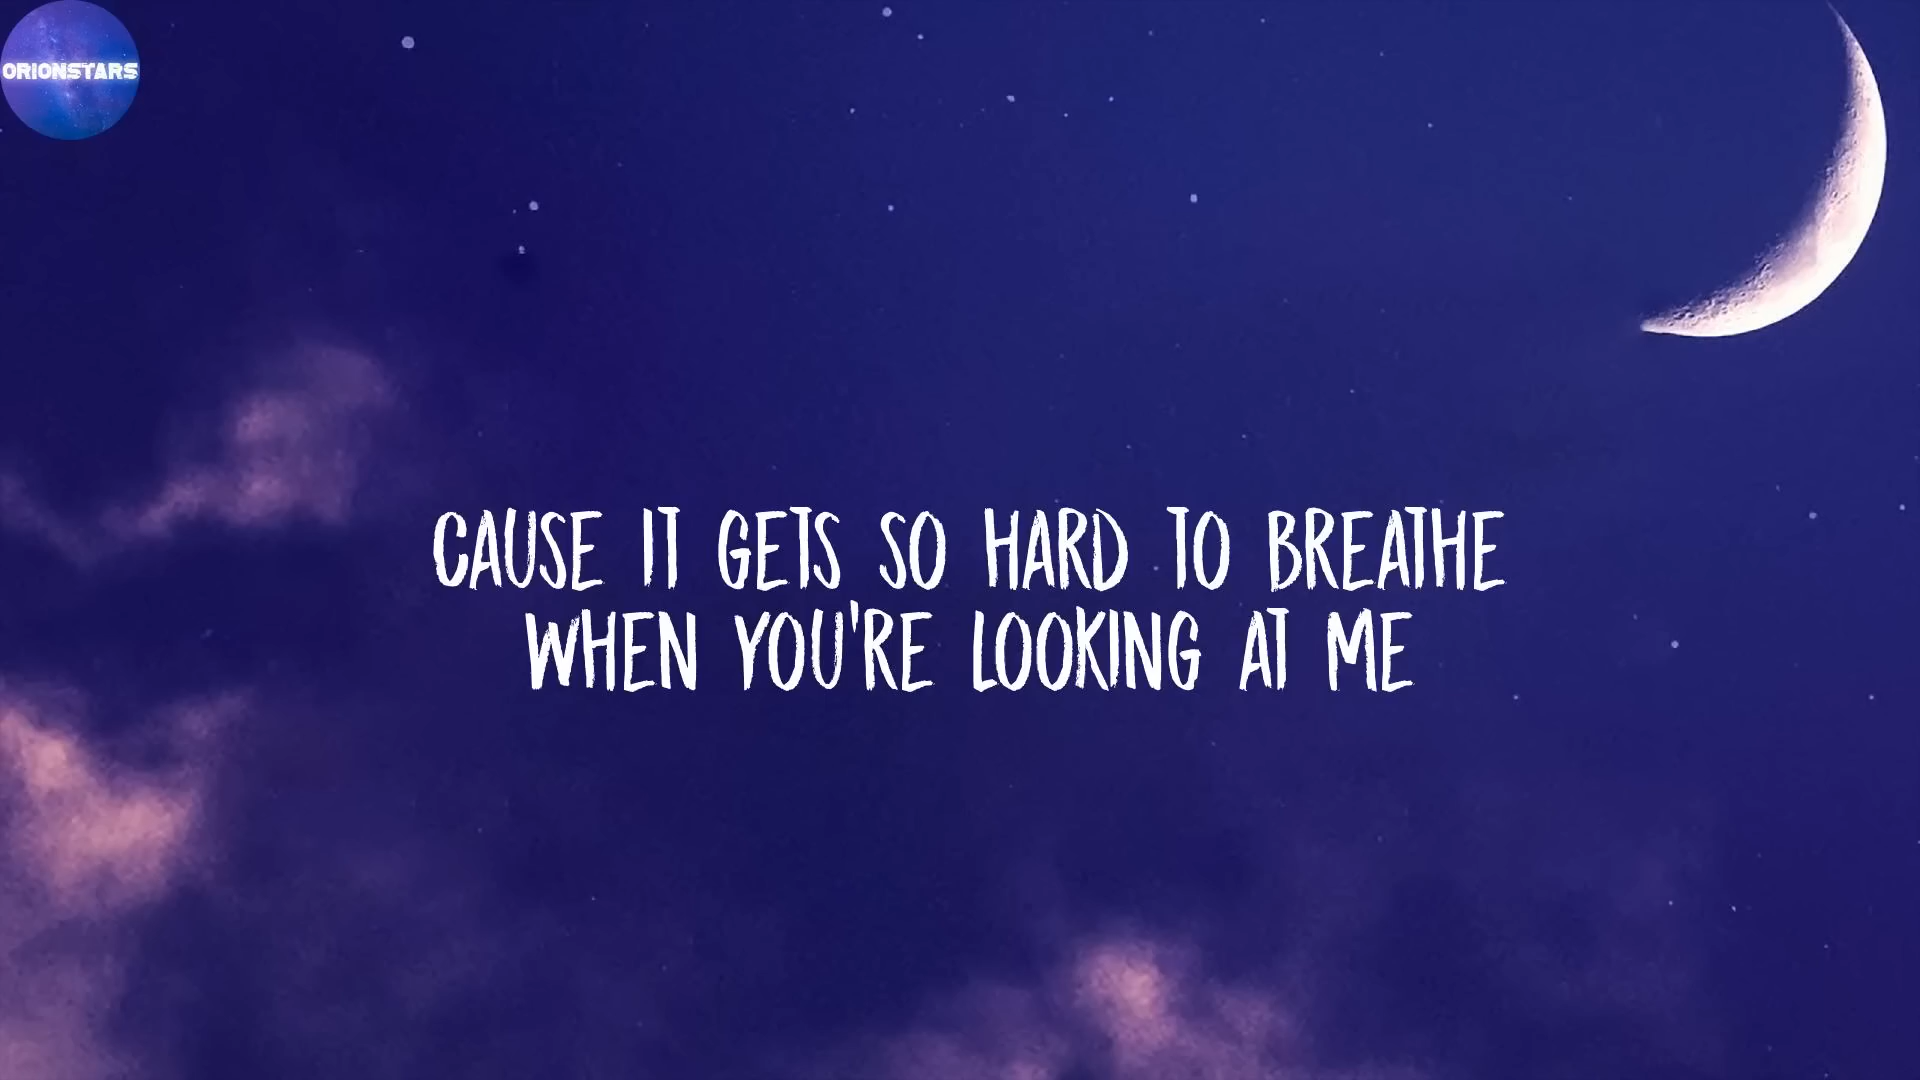 ORIONSTARS
CAUSE IT GETS SO HARD TO BREATHE
WHEN YOU'RE LOOKING AT ME